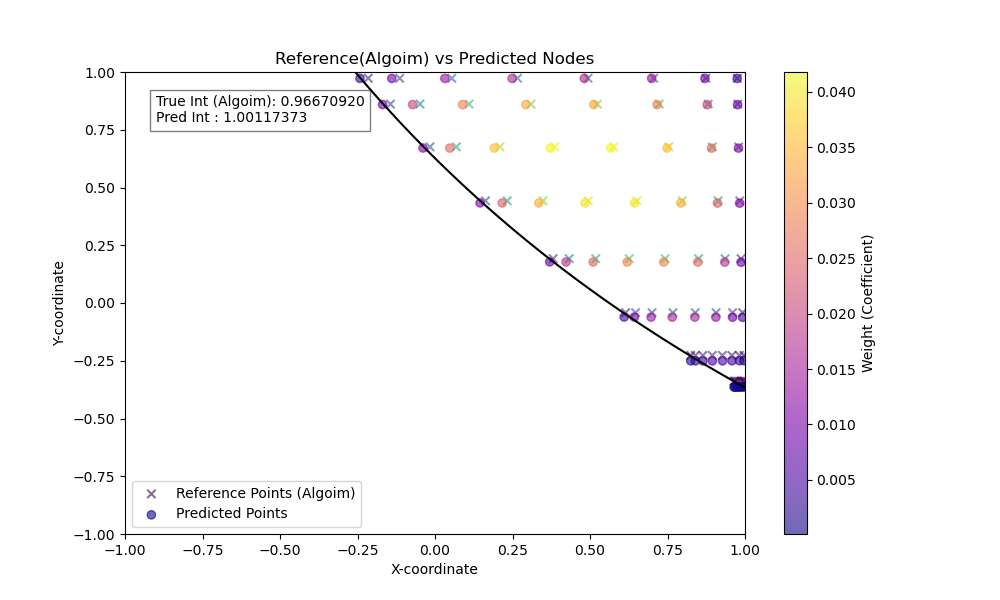 Reference(Algoim) vs Predicted Nodes
True Int (Algoim): 0.96670920
Pred Int : 1.00117373
1.00
0.75
0.50
0.25
0.00
−0.25
−0.50
−0.75
−1.00
Y-coordinate
Reference Points (Algoim)
Predicted Points
−1.00 −0.75 −0.50 −0.25 0.00 0.25 0.50 0.75 1.00
X-coordinate
0.040
0.035
0.030
0.025
0.020
0.015
0.010
0.005
Weight (Coefficient)